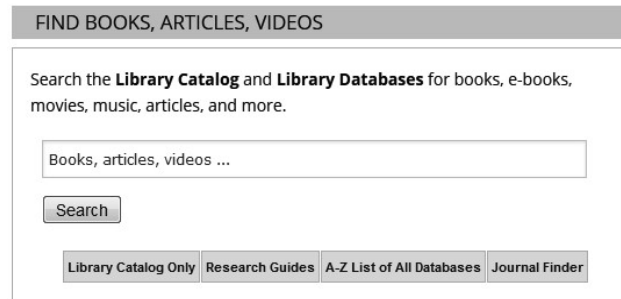 FIND BOOKS, ARTICLES, VIDEOS
Search the Library Catalog and Library Databases for books, e-books,
movies, music, articles, and more.
Books, articles, videos ...
Search
Library Catalog Only Research Guides A-Z List of All Databases Journal Finder